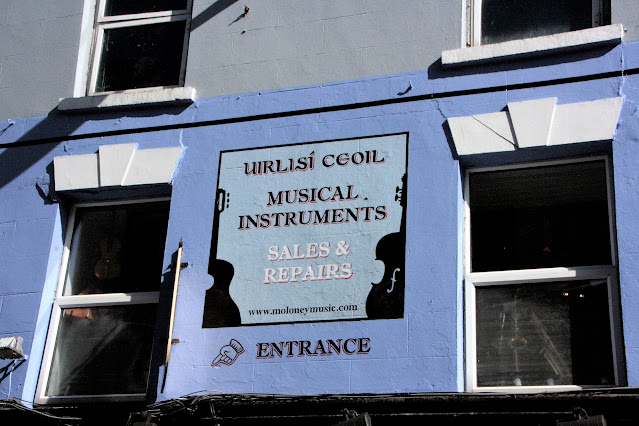 UIRLISÍ CEOIL
MUSICAL
INSTRUMENTS
SALES &
REPAIRS
www.moloneymusic.com
ENTRANCE